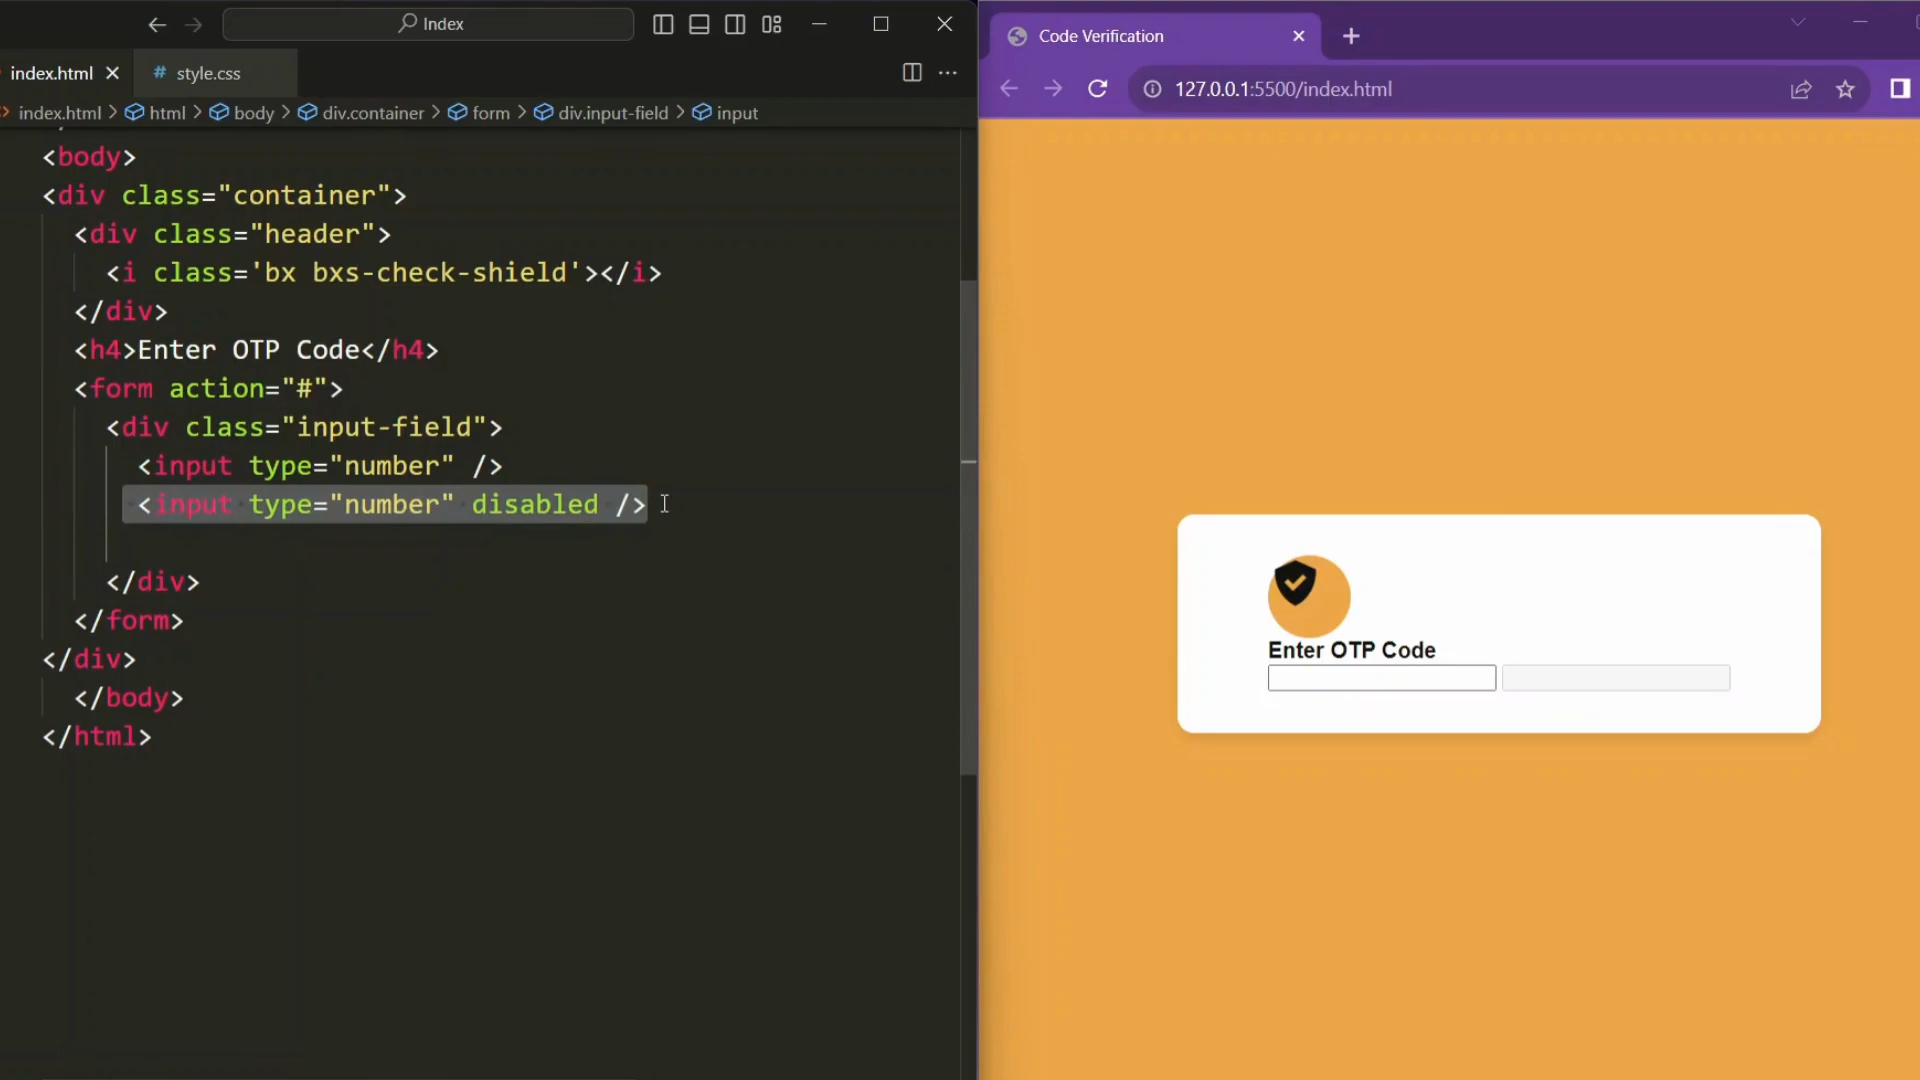 Index
index.html
# style.css
index.html > html > body > div.container > form > div.input-field > input
<body>
<div class="container">
<div class="header">
<i class='bx bxs-check-shield'></i>
</div>
<h4>Enter OTP Code</h4>
<form action="#">
<div class="input-field">
<input type="number" />
<input type="number" disabled />
</div>
</form>
</div>
</body>
</html>
Code Verification
127.0.0.1:5500/index.html
Enter OTP Code